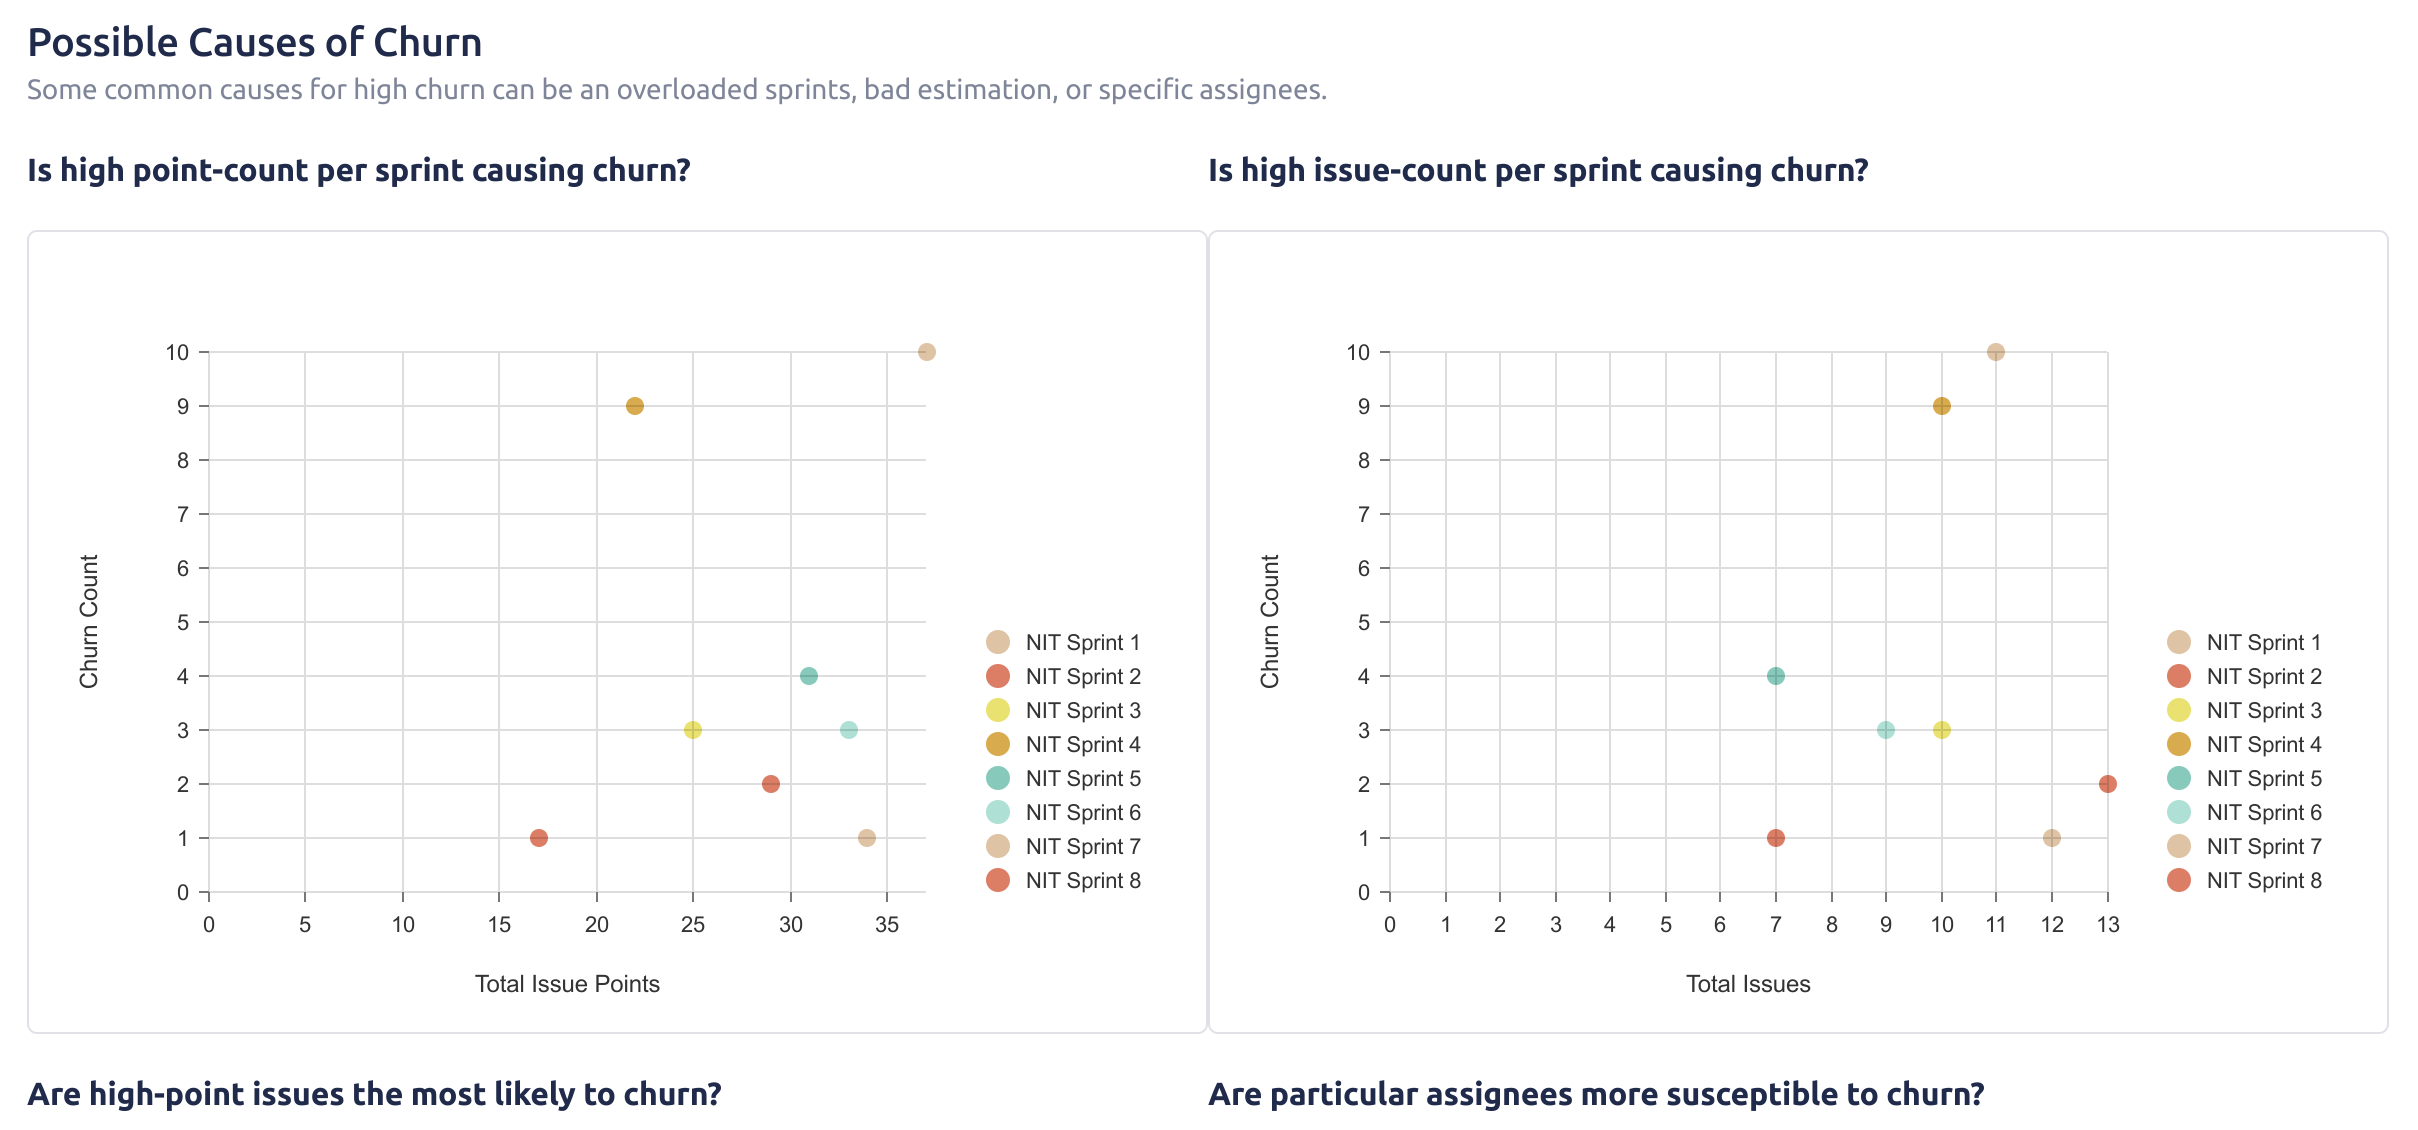 Possible Causes of Churn
Some common causes for high churn can be an overloaded sprints, bad estimation, or specific assignees.
Is high point-count per sprint causing churn?
10
9
8
7
6
5
4
3
2
1
0
Churn Count
0 5 10 15 20 25 30 35
Total Issue Points
NIT Sprint 1
NIT Sprint 2
NIT Sprint 3
NIT Sprint 4
NIT Sprint 5
NIT Sprint 6
NIT Sprint 7
NIT Sprint 8
Is high issue-count per sprint causing churn?
10
9
8
7
6
5
4
3
2
1
0
Churn Count
0 1 2 3 4 5 6 7 8 9 10 11 12 13
Total Issues
NIT Sprint 1
NIT Sprint 2
NIT Sprint 3
NIT Sprint 4
NIT Sprint 5
NIT Sprint 6
NIT Sprint 7
NIT Sprint 8
Are high-point issues the most likely to churn?
Are particular assignees more susceptible to churn?